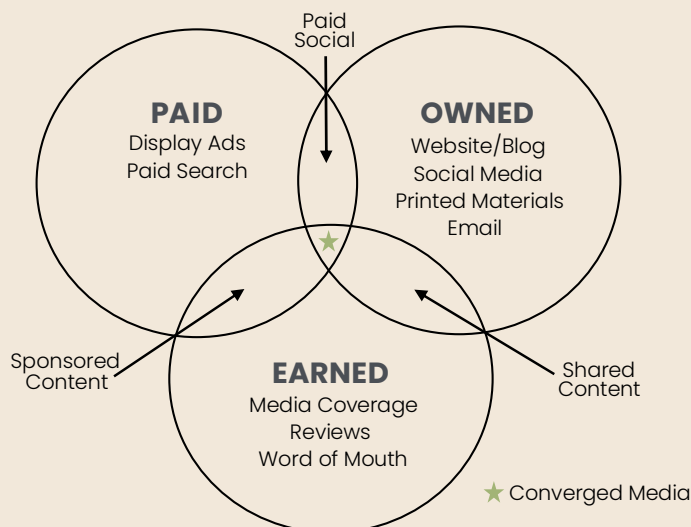 Paid
Social
PAID
Display Ads
Paid Search
OWNED
Website/Blog
Social Media
Printed Materials
Email
Sponsored
Content
EARNED
Media Coverage
Reviews
Word of Mouth
Shared
Content
Converged Media